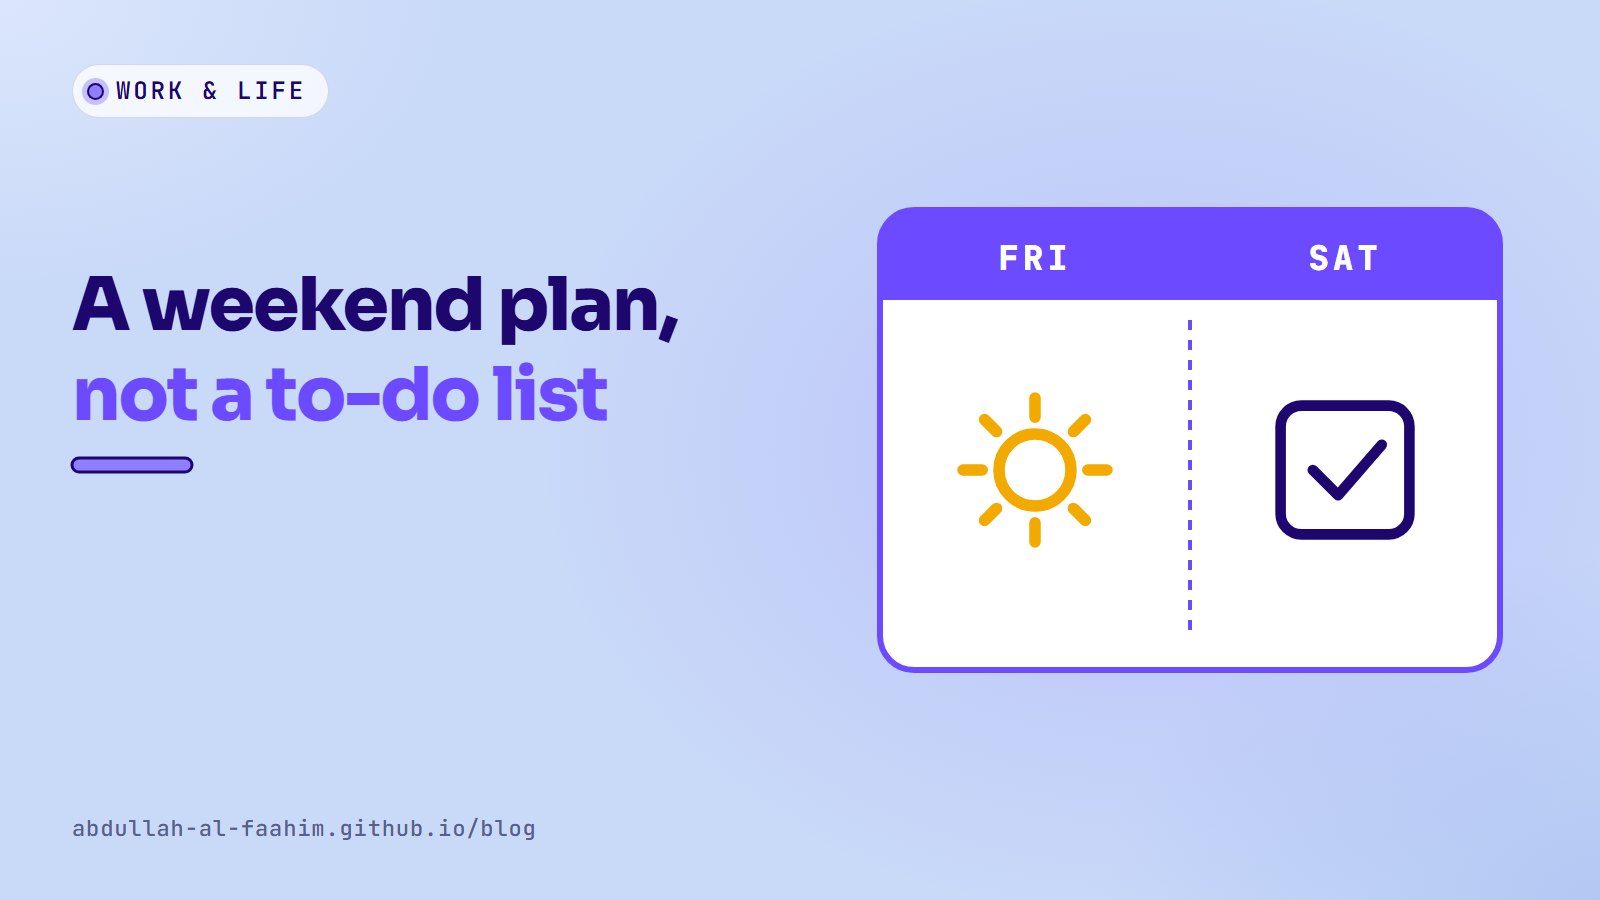 WORK & LIFE
A weekend plan,
not a to-do list
FRI
SAT
abdullah-al-faahim.github.io/blog